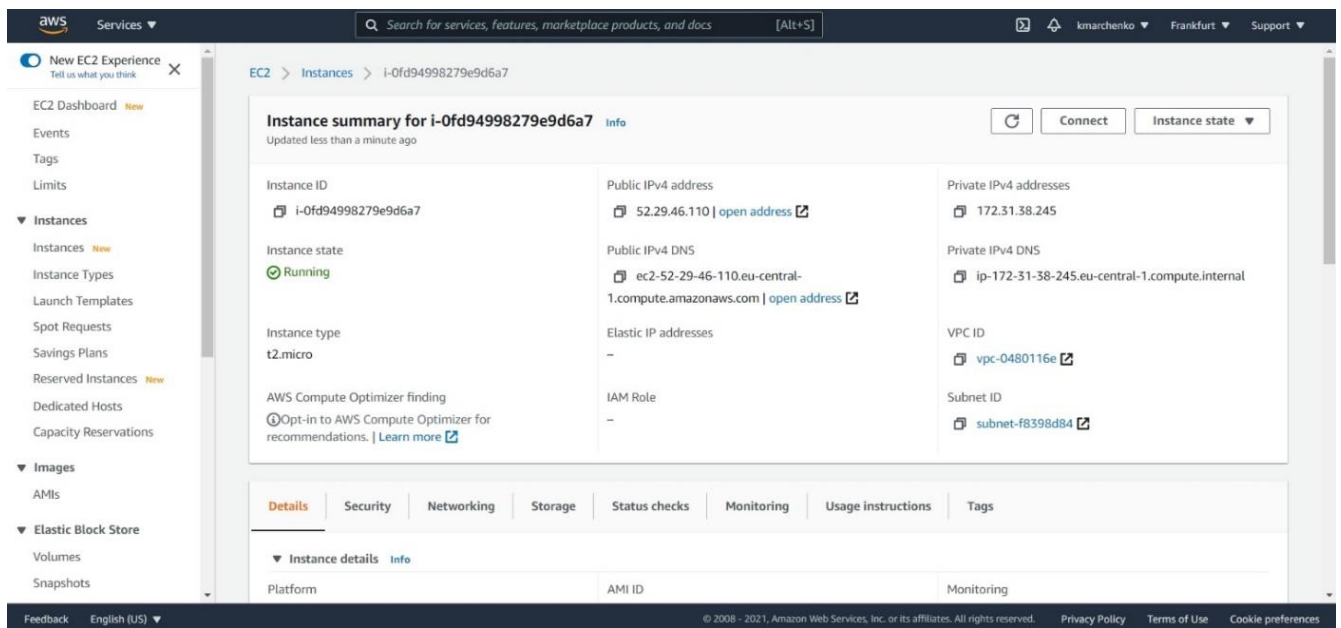 aws Services ▼ Search for services, features, marketplace products, and docs [Alt+S] kmarchenko ▼ Frankfurt ▼ Support ▼
New EC2 Experience
Tell us what you think
EC2 Dashboard New
Events
Tags
Limits
▼ Instances
Instances New
Instance Types
Launch Templates
Spot Requests
Savings Plans
Reserved Instances New
Dedicated Hosts
Capacity Reservations
▼ Images
AMIs
▼ Elastic Block Store
Volumes
Snapshots
EC2 > Instances > i-0fd94998279e9d6a7
Instance summary for i-0fd94998279e9d6a7 Info
Updated less than a minute ago
Connect Instance state ▼
Instance ID
i-0fd94998279e9d6a7
Public IPv4 address
52.29.46.110 | open address
Private IPv4 addresses
172.31.38.245
Instance state
Running
Public IPv4 DNS
ec2-52-29-46-110.eu-central-
1.compute.amazonaws.com | open address
Private IPv4 DNS
ip-172-31-38-245.eu-central-1.compute.internal
Instance type
t2.micro
Elastic IP addresses
–
VPC ID
vpc-0480116e
AWS Compute Optimizer finding
Opt-in to AWS Compute Optimizer for
recommendations. | Learn more
IAM Role
–
Subnet ID
subnet-f8398d84
Details Security Networking Storage Status checks Monitoring Usage instructions Tags
▼ Instance details Info
Platform AMI ID Monitoring
Feedback English (US) ▼ © 2008 - 2021, Amazon Web Services, Inc. or its affiliates. All rights reserved. Privacy Policy Terms of Use Cookie preferences